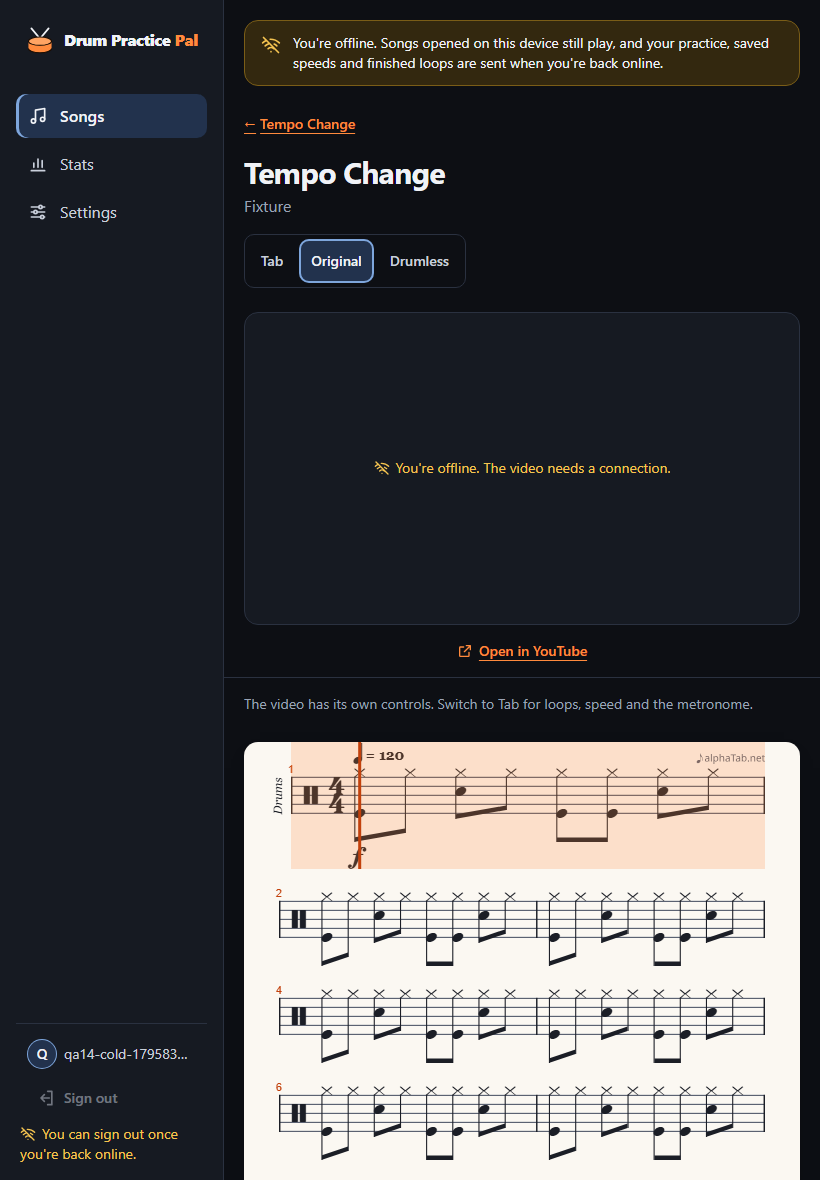 Drum Practice Pal
Songs
Stats
Settings
qa14-cold-179583...
Sign out
You can sign out once
you're back online.
You're offline. Songs opened on this device still play, and your practice, saved
speeds and finished loops are sent when you're back online.
← Tempo Change
Tempo Change
Fixture
Tab Original Drumless
You're offline. The video needs a connection.
Open in YouTube
The video has its own controls. Switch to Tab for loops, speed and the metronome.
= 120
alphaTab.net
1
Drums
4
4
f
2
4
6
Q